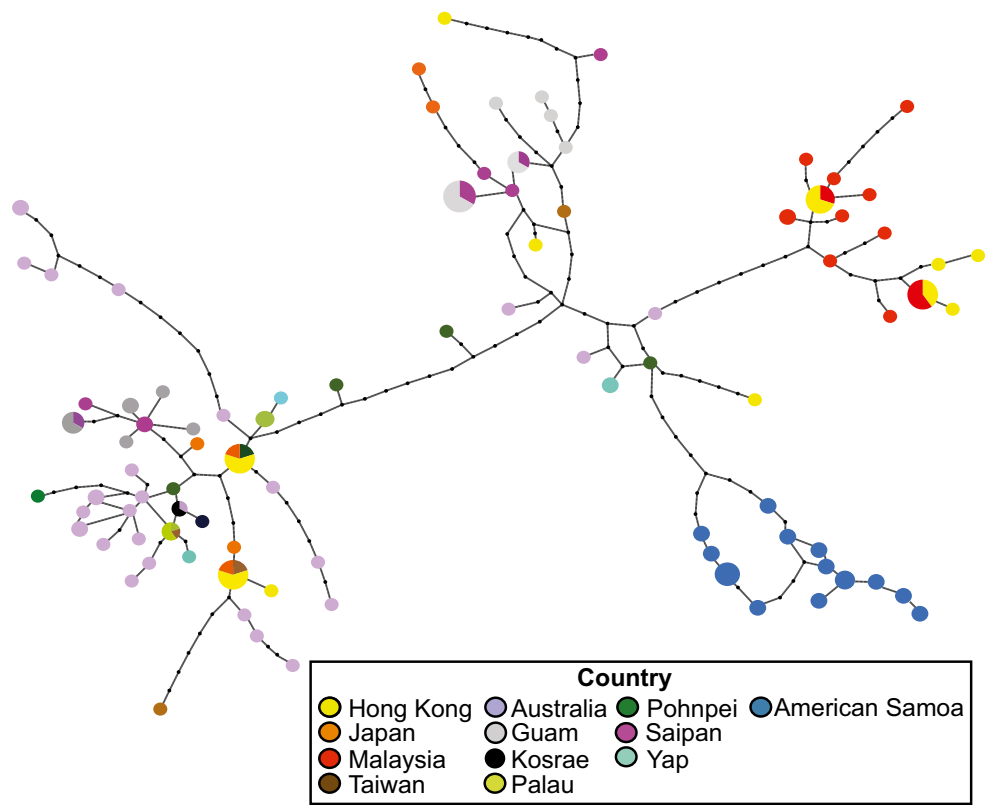 Country
Hong Kong Australia Pohnpei American Samoa
Japan Guam Saipan
Malaysia Kosrae Yap
Taiwan Palau